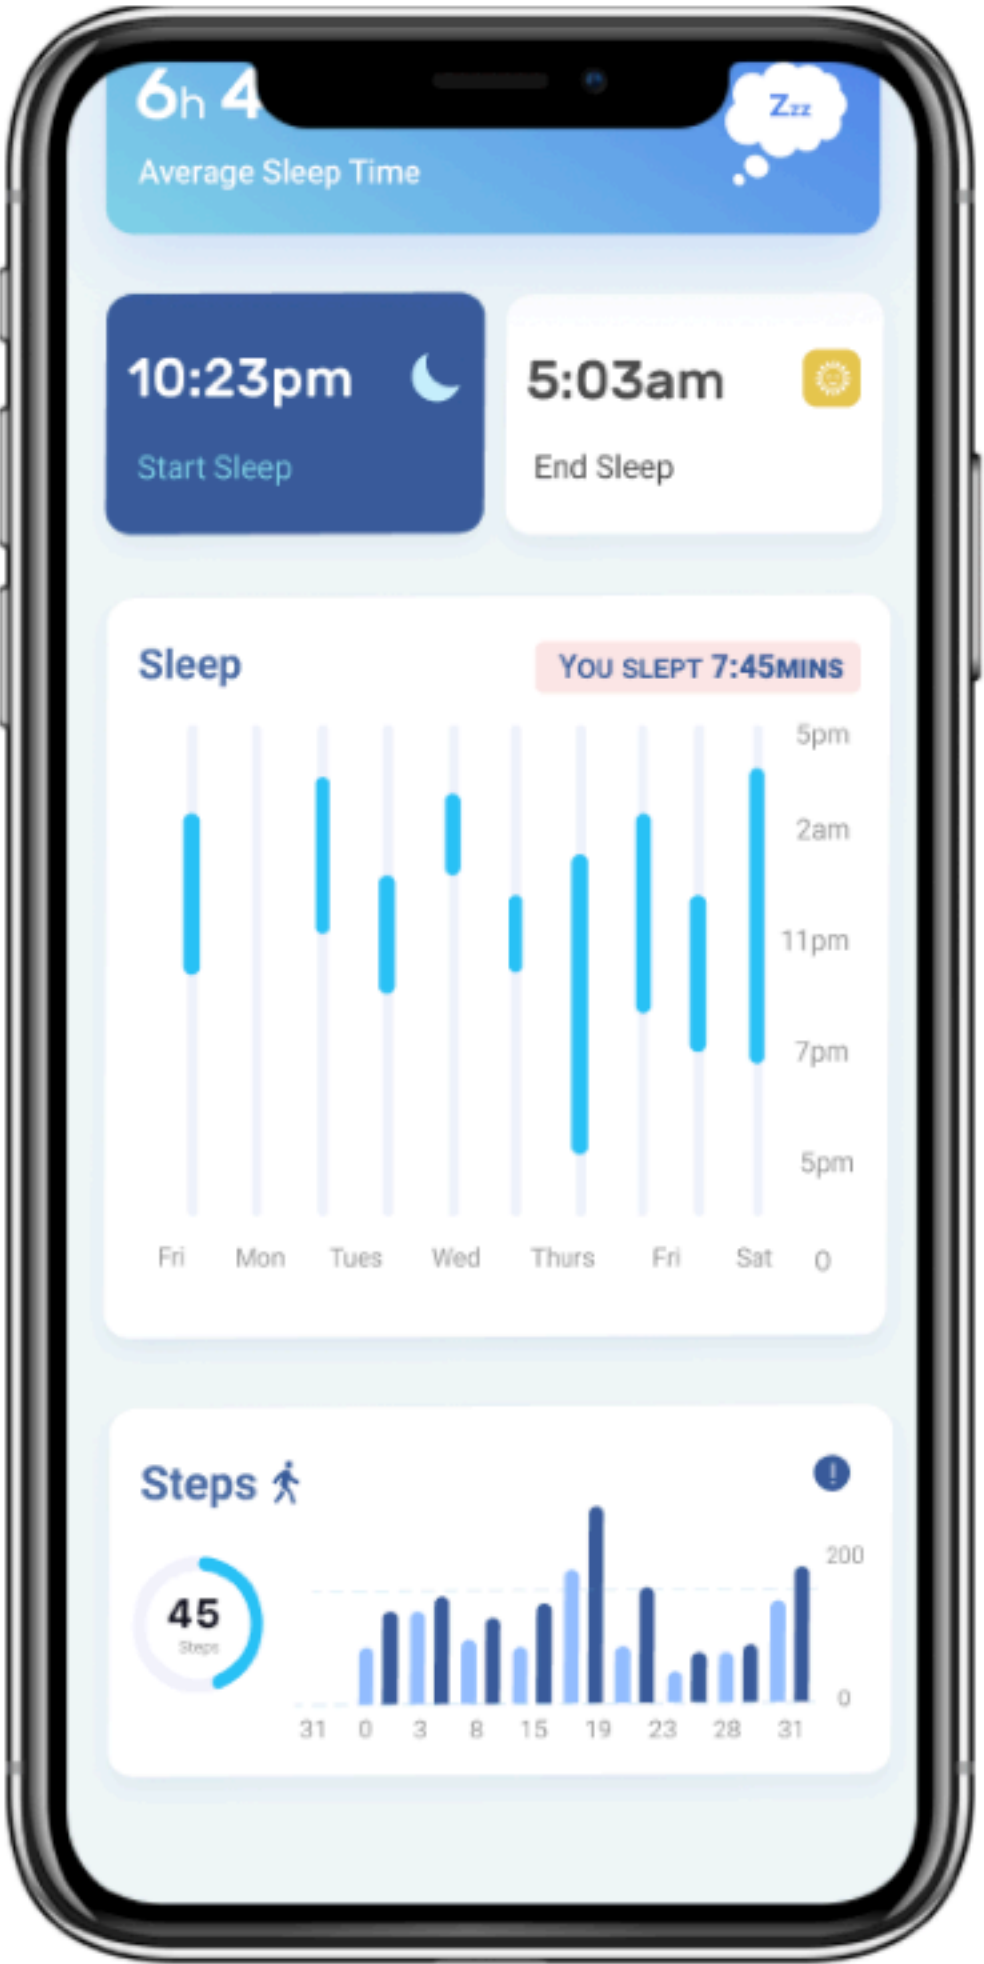 6h 4
Zzz
Average Sleep Time
10:23pm
5:03am
Start Sleep
End Sleep
Sleep
YOU SLEPT 7:45MINS
5pm
2am
11pm
7pm
5pm
Fri Mon Tues Wed Thurs Fri Sat 0
Steps
!
200
45
Steps
0
31 0 3 8 15 19 23 28 31